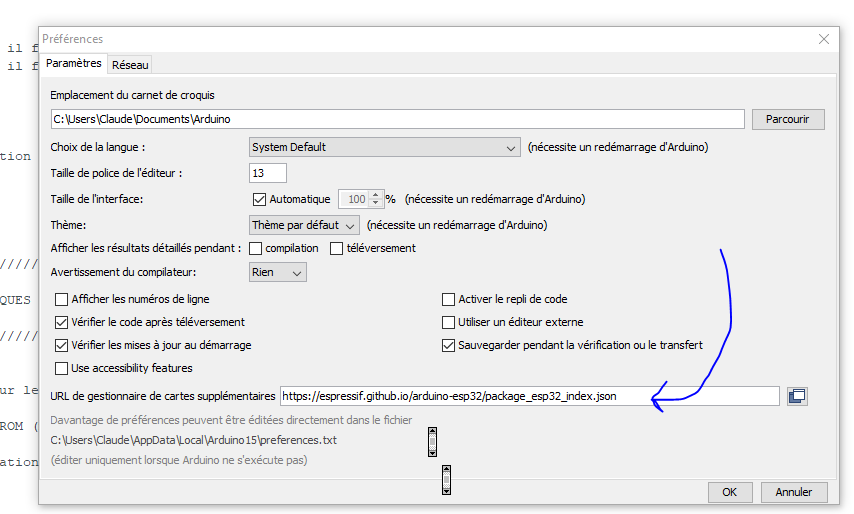 Préférences
il f
il f
Paramètres Réseau
Emplacement du carnet de croquis
C:\Users\Claude\Documents\Arduino Parcourir
Choix de la langue : System Default (nécessite un redémarrage d'Arduino)
tion
Taille de police de l'éditeur : 13
Taille de l'interface: Automatique 100 % (nécessite un redémarrage d'Arduino)
Thème: Thème par défaut (nécessite un redémarrage d'Arduino)
Afficher les résultats détaillés pendant : compilation téléversement
/////
Avertissement du compilateur: Rien
QUES
Afficher les numéros de ligne Activer le repli de code
Vérifier le code après téléversement Utiliser un éditeur externe
/////
Vérifier les mises à jour au démarrage Sauvegarder pendant la vérification ou le transfert
Use accessibility features
ur le
URL de gestionnaire de cartes supplémentaires https://espressif.github.io/arduino-esp32/package_esp32_index.json
Davantage de préférences peuvent être éditées directement dans le fichier
ROM (
C:\Users\Claude\AppData\Local\Arduino15\preferences.txt
ation
(éditer uniquement lorsque Arduino ne s'exécute pas)
OK Annuler